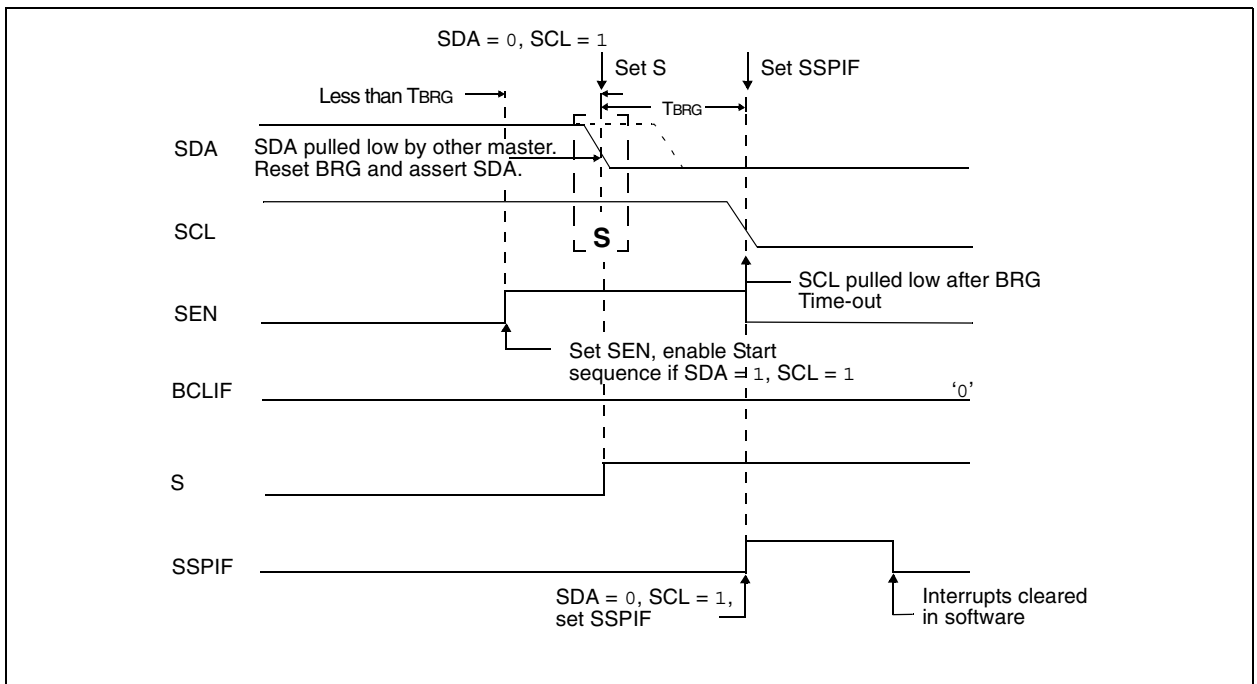 SDA = 0, SCL = 1
Set S
Set SSPIF
Less than TBRG
TBRG
SDA
SDA pulled low by other master.
Reset BRG and assert SDA.
SCL
S
SCL pulled low after BRG
Time-out
SEN
Set SEN, enable Start
sequence if SDA = 1, SCL = 1
BCLIF
‘0’
S
SSPIF
SDA = 0, SCL = 1,
set SSPIF
Interrupts cleared
in software